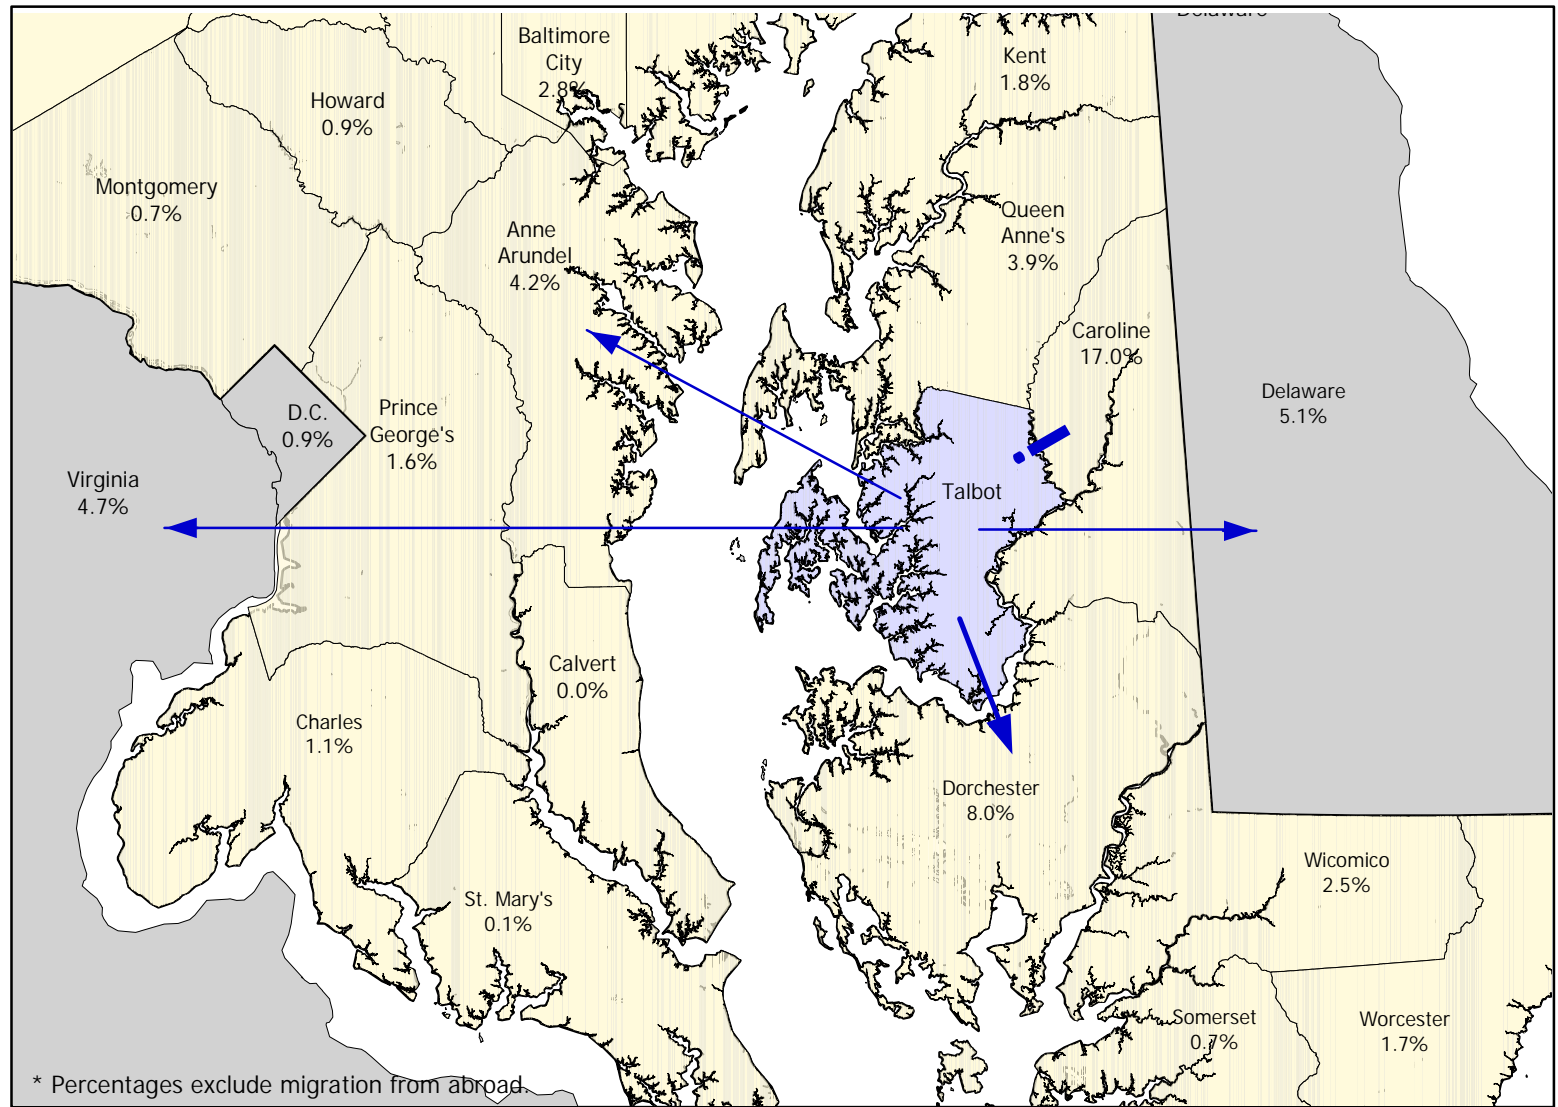 Delaware
Baltimore
City
2.8%
Kent
1.8%
Howard
0.9%
Montgomery
0.7%
Anne
Arundel
4.2%
Queen
Anne's
3.9%
Caroline
17.0%
Delaware
5.1%
D.C.
0.9%
Prince
George's
1.6%
Virginia
4.7%
Talbot
Calvert
0.0%
Charles
1.1%
Dorchester
8.0%
Wicomico
2.5%
St. Mary's
0.1%
Somerset
0.7%
Worcester
1.7%
* Percentages exclude migration from abroad.